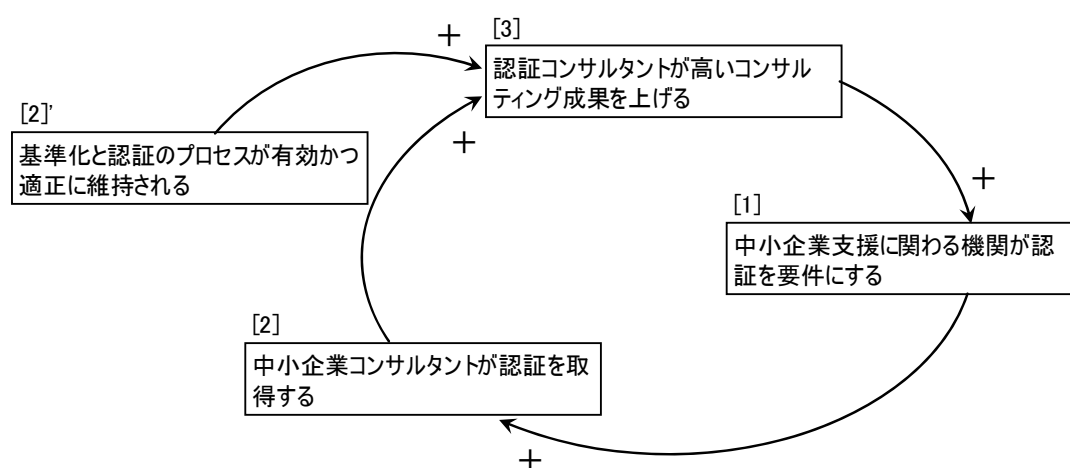 [3]
+
認証コンサルタントが高いコンサル
ティング成果を上げる
+
[2]'
基準化と認証のプロセスが有効かつ
適正に維持される
+
[1]
中小企業支援に関わる機関が認
証を要件にする
[2]
中小企業コンサルタントが認証を取
得する
+